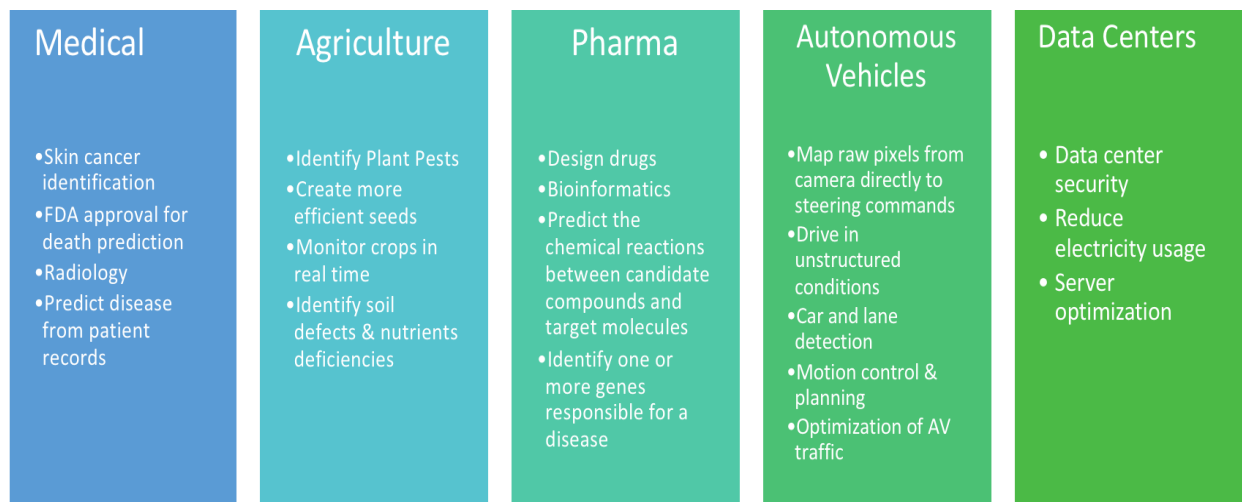 Medical
•Skin cancer
identification
•FDA approval for
death prediction
•Radiology
•Predict disease
from patient
records
Agriculture
•Identify Plant Pests
•Create more
efficient seeds
•Monitor crops in
real time
•Identify soil
defects & nutrients
deficiencies
Pharma
•Design drugs
•Bioinformatics
•Predict the
chemical reactions
between candidate
compounds and
target molecules
•Identify one or
more genes
responsible for a
disease
Autonomous
Vehicles
•Map raw pixels from
camera directly to
steering commands
•Drive in
unstructured
conditions
•Car and lane
detection
•Motion control &
planning
•Optimization of AV
traffic
Data Centers
• Data center
security
• Reduce
electricity usage
• Server
optimization